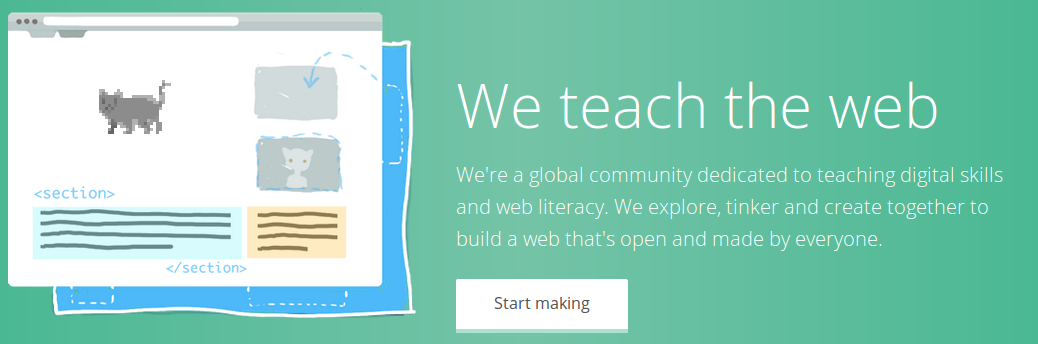 <section>
</section>
We teach the web
We're a global community dedicated to teaching digital skills
and web literacy. We explore, tinker and create together to
build a web that's open and made by everyone.
Start making